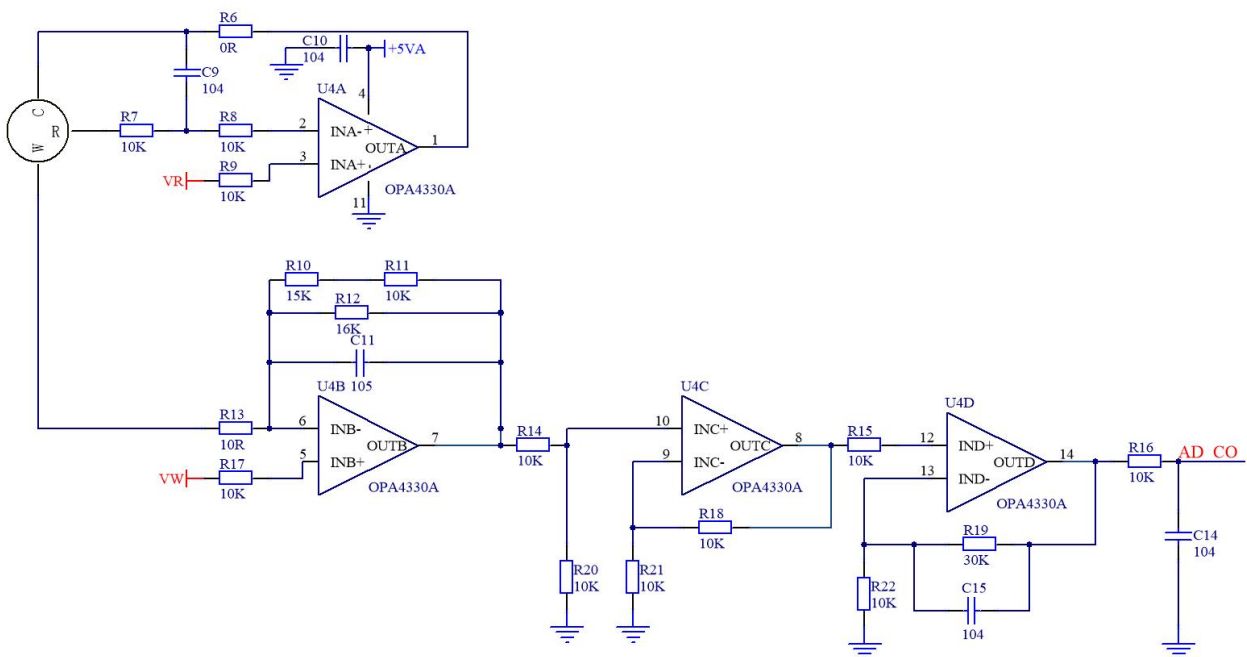 R6
0R
C10
104
+5VA
C9
104
U4A
4
C
R
W
R7
10K
R8
10K
2
INA-
+
OUTA
1
3
INA+
-
VR
R9
10K
OPA4330A
11
R10
15K
R11
10K
R12
16K
C11
105
U4B
R13
10R
6
INB-
OUTB
7
5
INB+
VW
R17
10K
OPA4330A
R14
10K
U4C
10
INC+
OUTC
8
9
INC-
OPA4330A
R18
10K
R20
10K
R21
10K
R15
10K
U4D
12
IND+
OUTD
14
13
IND-
OPA4330A
R19
30K
R22
10K
C15
104
R16
10K
AD CO
C14
104